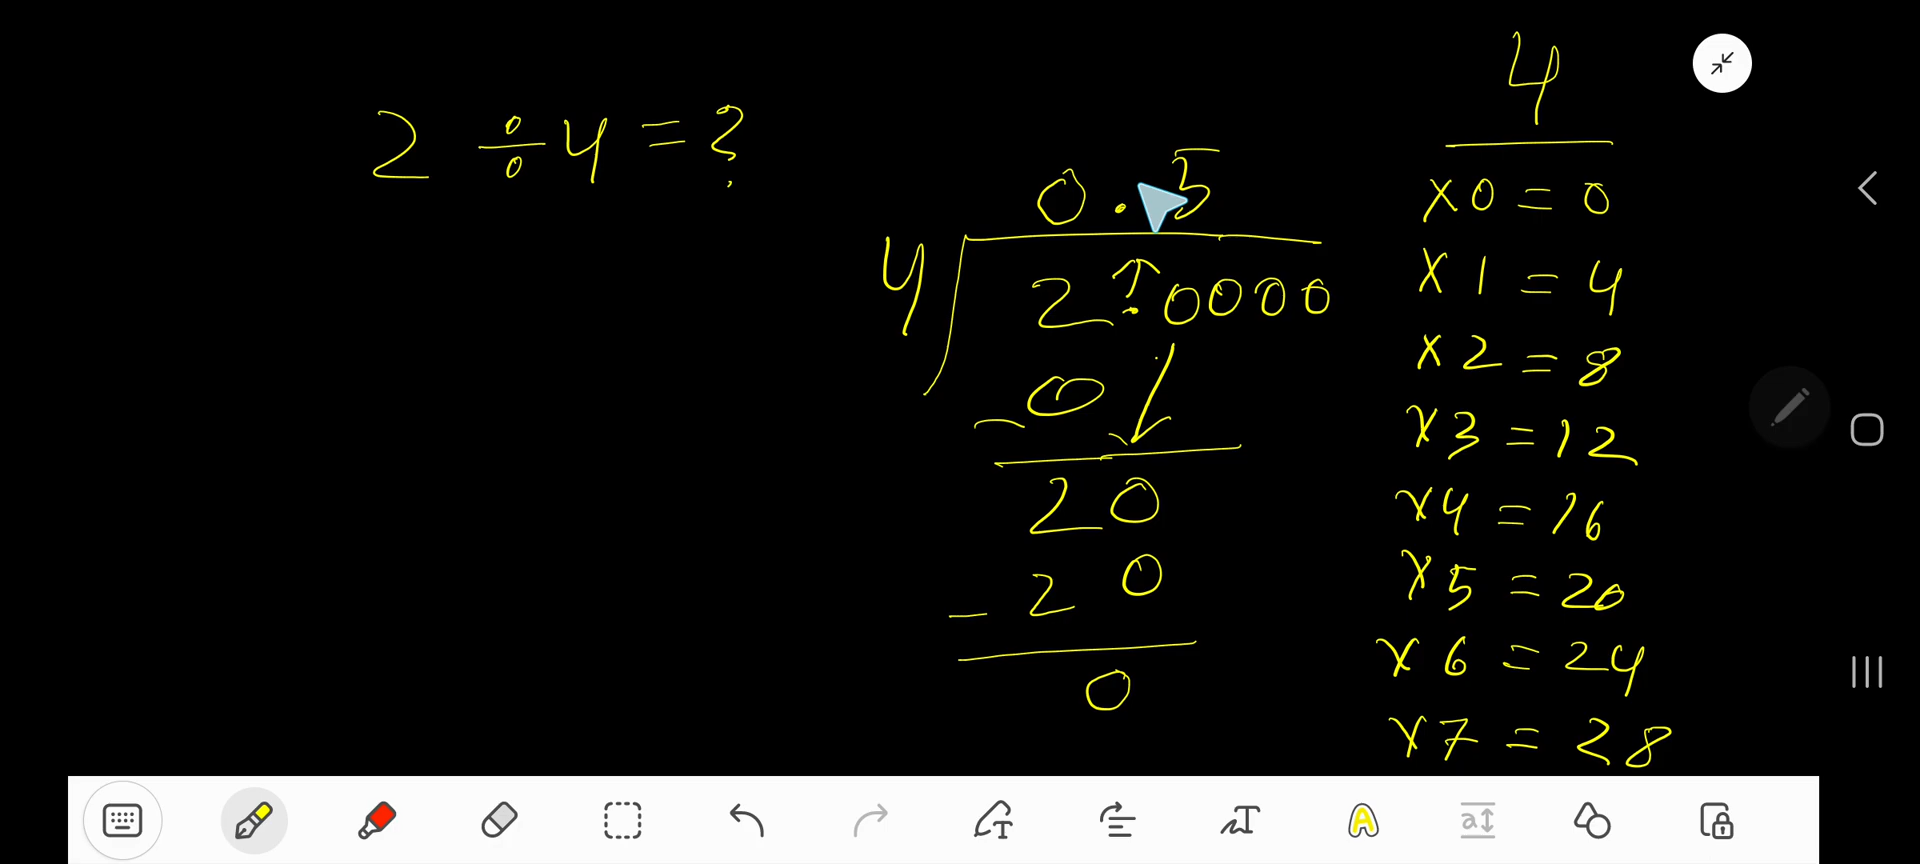 2 ÷ 4 = ?
0.5
4 2.0000
- 0
20
- 20
0
4
x0 = 0
x1 = 4
x2 = 8
x3 = 12
x4 = 16
x5 = 20
x6 = 24
x7 = 28
T
T
A
a